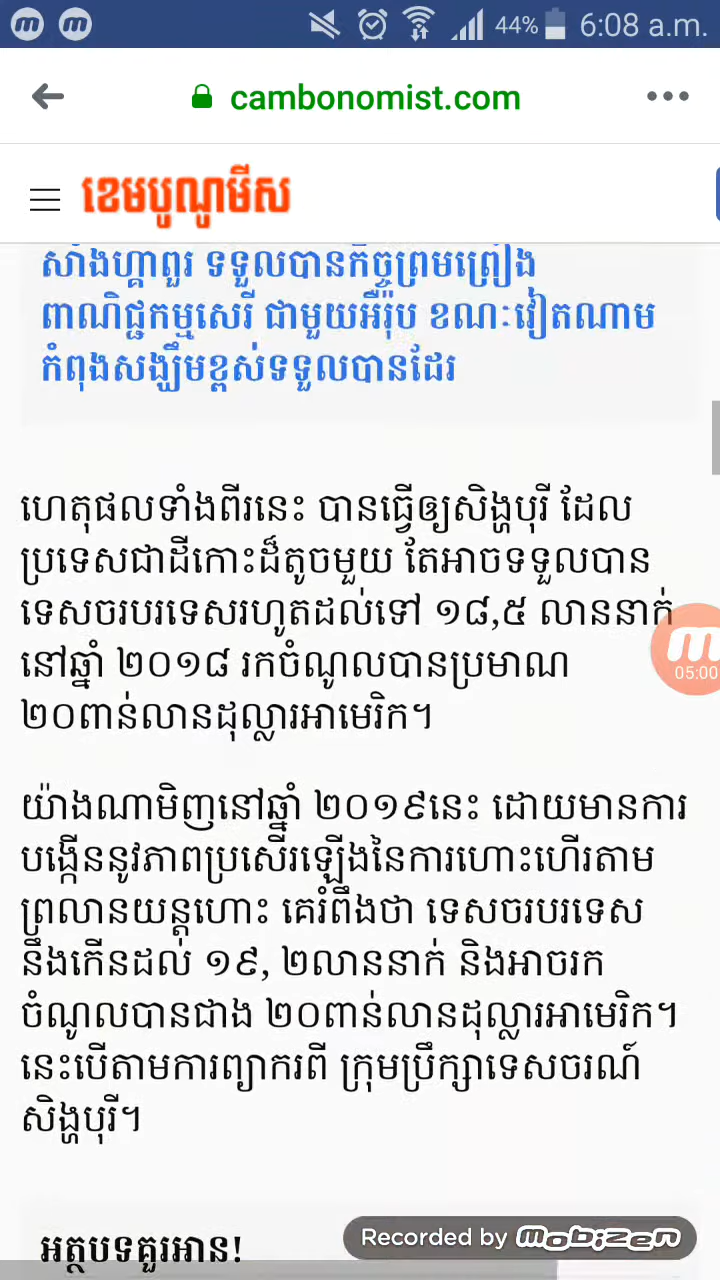 44% 6:08 a.m.
cambonomist.com
ខេមបូណូមីស
សាំងហ្គាពួរ ទទួលបានកិច្ចព្រមព្រៀង
ពាណិជ្ជកម្មសេរី ជាមួយអឺរ៉ុប ខណៈវៀតណាម
កំពុងសង្ឃឹមខ្ពស់ទទួលបានដែរ
ហេតុផលទាំងពីរនេះ បានធ្វើឲ្យសិង្ហបុរី ដែល
ប្រទេសជាដីកោះដ៏តូចមួយ តែអាចទទួលបាន
ទេសចរបរទេសរហូតដល់ទៅ ១៨,៥ លាននាក់
នៅឆ្នាំ ២០១៨ រកចំណូលបានប្រមាណ
២០ពាន់លានដុល្លារអាមេរិក។
05:00
យ៉ាងណាមិញនៅឆ្នាំ ២០១៩នេះ ដោយមានការ
បង្កើននូវភាពប្រសើរឡើងនៃការហោះហើរតាម
ព្រលានយន្តហោះ គេរំពឹងថា ទេសចរបរទេស
នឹងកើនដល់ ១៩, ២លាននាក់ និងអាចរក
ចំណូលបានជាង ២០ពាន់លានដុល្លារអាមេរិក។
នេះបើតាមការព្យាករពី ក្រុមប្រឹក្សាទេសចរណ៍
សិង្ហបុរី។
អត្ថបទគួរអាន!
Recorded by mobizen